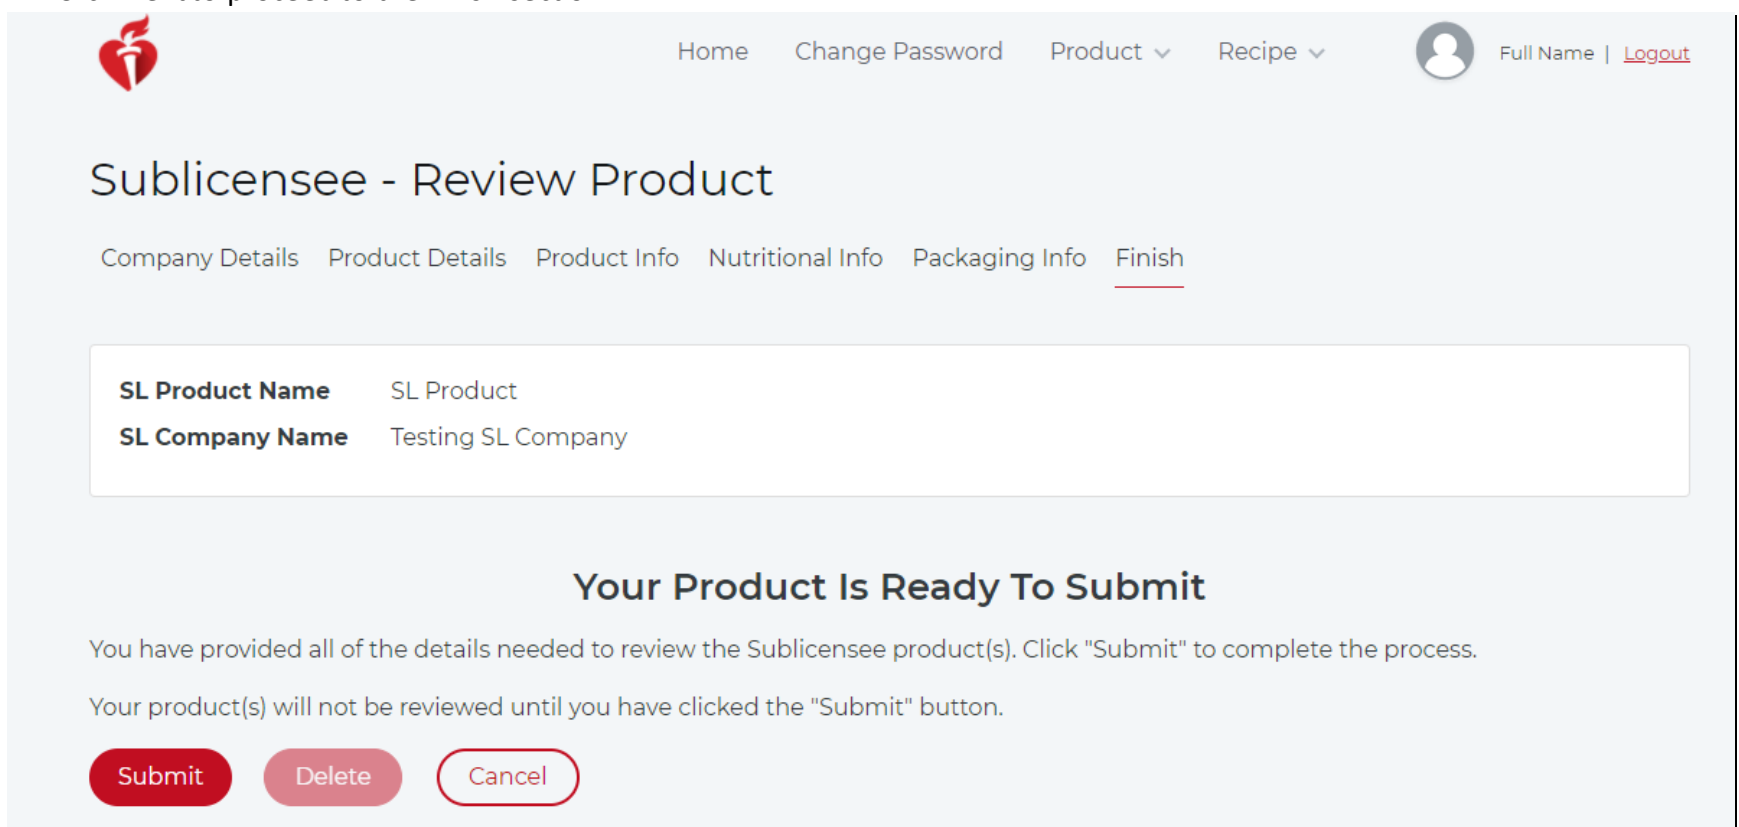 Home Change Password Product Recipe Full Name | Logout
Sublicensee - Review Product
Company Details Product Details Product Info Nutritional Info Packaging Info Finish
SL Product Name SL Product
SL Company Name Testing SL Company
Your Product Is Ready To Submit
You have provided all of the details needed to review the Sublicensee product(s). Click "Submit" to complete the process.
Your product(s) will not be reviewed until you have clicked the "Submit" button.
Submit Delete Cancel